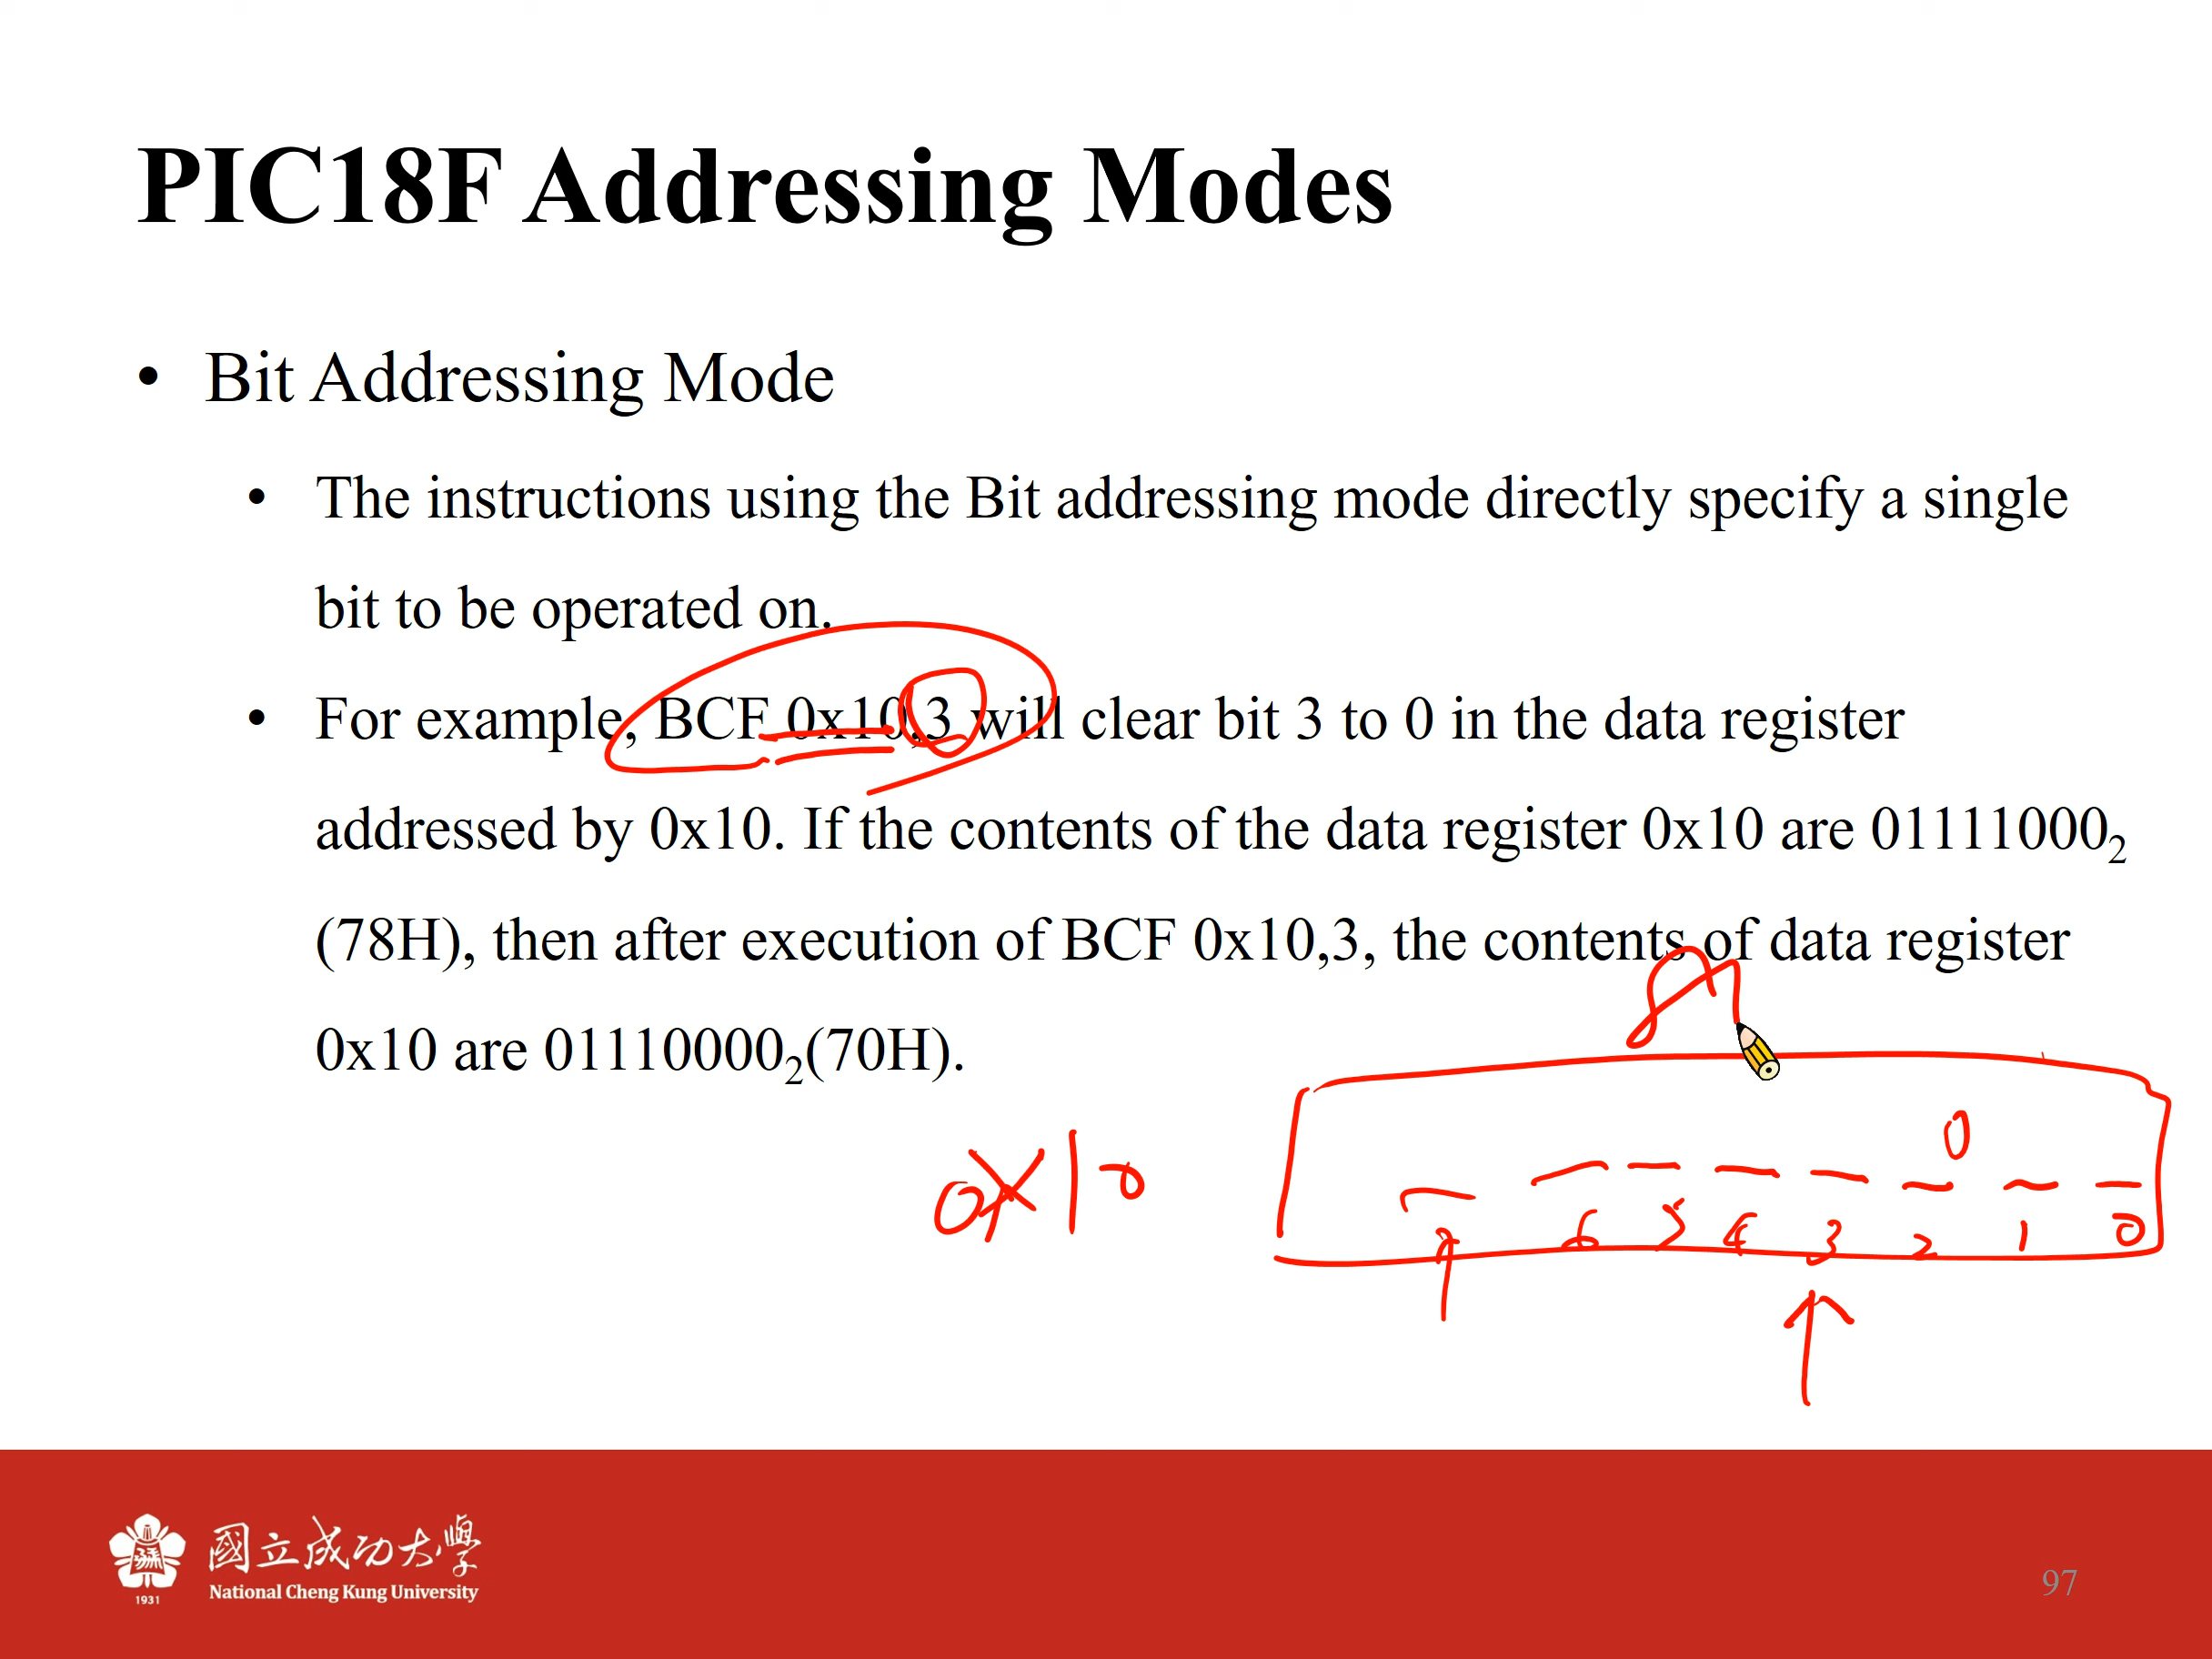 PIC18F Addressing Modes
• Bit Addressing Mode
• The instructions using the Bit addressing mode directly specify a single
bit to be operated on.
• For example, BCF 0x10,3 will clear bit 3 to 0 in the data register
addressed by 0x10. If the contents of the data register 0x10 are 01111000₂
(78H), then after execution of BCF 0x10,3, the contents of data register
0x10 are 01110000₂(70H).
0
0x10
6 5 4 3 2 1 0
1931
國立成功大學
National Cheng Kung University
97